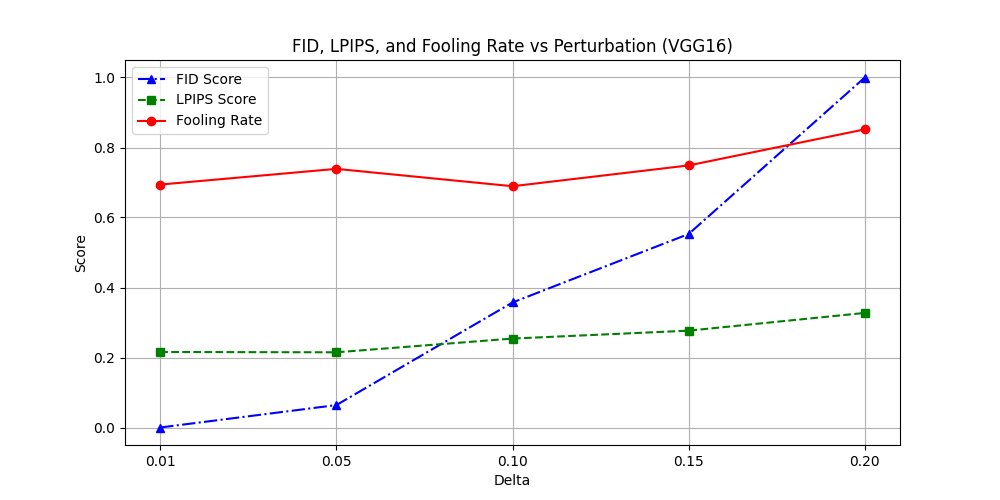 FID, LPIPS, and Fooling Rate vs Perturbation (VGG16)
FID Score
LPIPS Score
Fooling Rate
1.0
0.8
0.6
0.4
0.2
0.0
Score
0.01 0.05 0.10 0.15 0.20
Delta